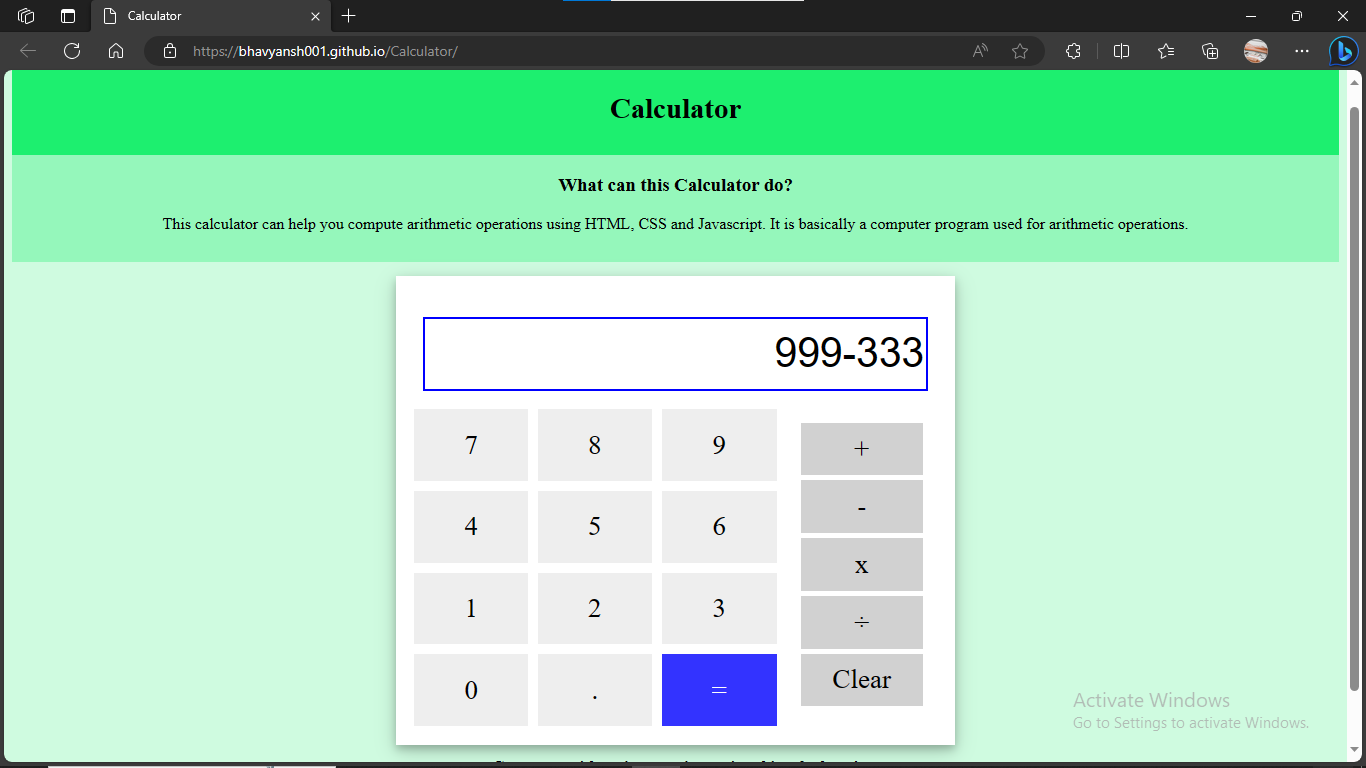 Calculator
https://bhavyansh001.github.io/Calculator/
Calculator
What can this Calculator do?
This calculator can help you compute arithmetic operations using HTML, CSS and Javascript. It is basically a computer program used for arithmetic operations.
999-333
7 8 9 +
-
4 5 6
x
1 2 3
÷
Clear
0 . =
Activate Windows
Go to Settings to activate Windows.